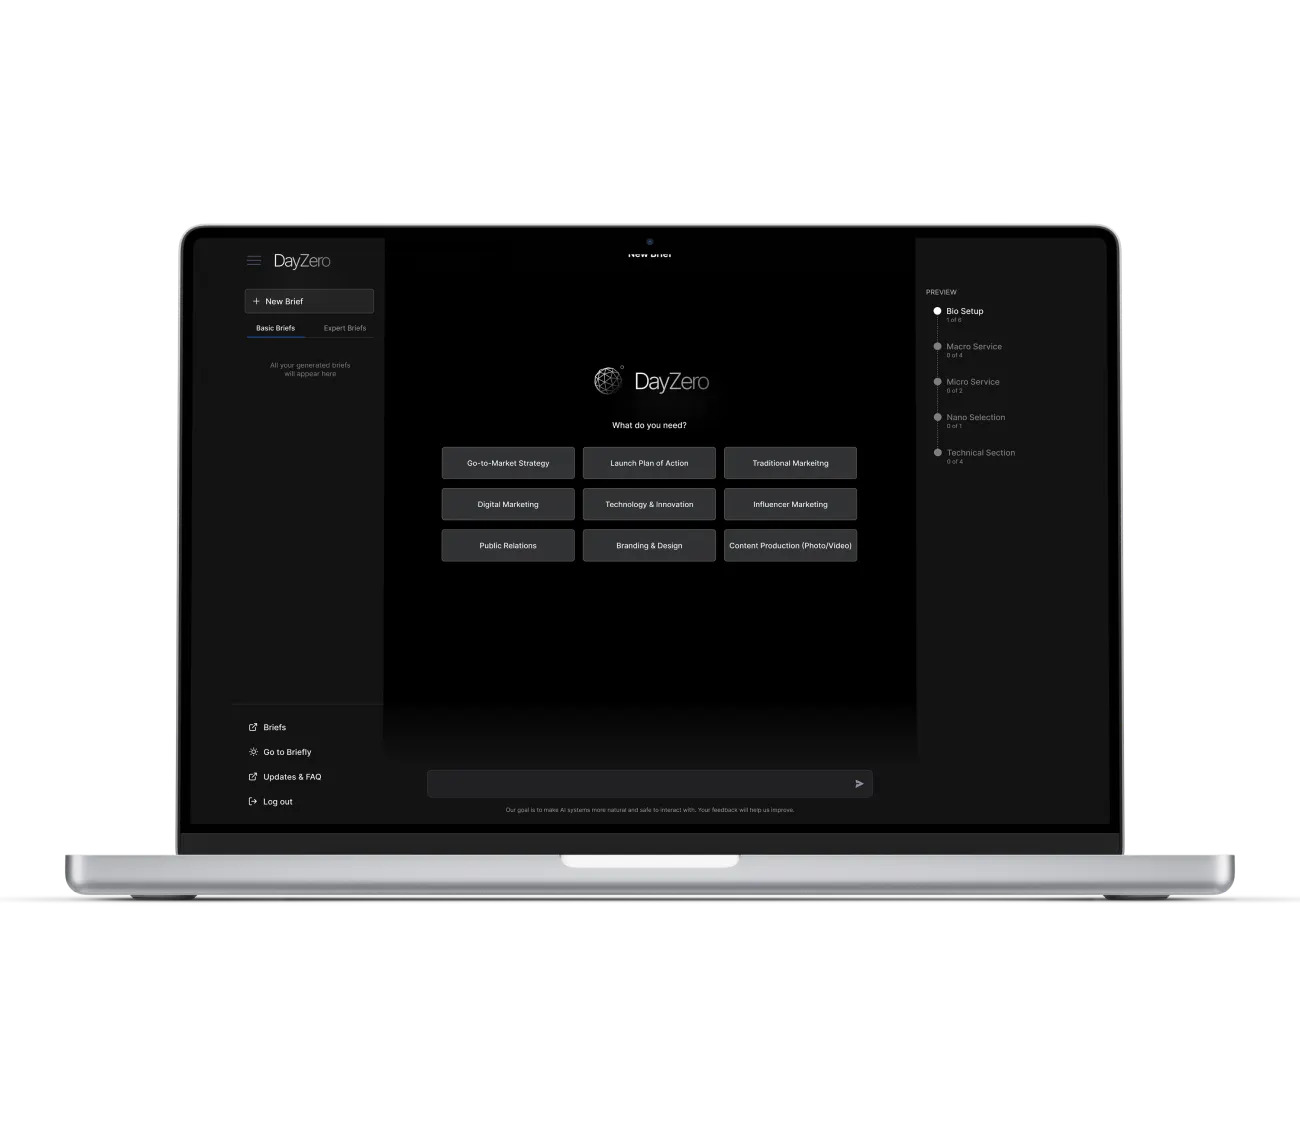 DayZero
New Brief
+ New Brief
Basic Briefs
Expert Briefs
All your generated briefs
will appear here
DayZero
What do you need?
Go-to-Market Strategy
Launch Plan of Action
Traditional Markeitng
Digital Marketing
Technology & Innovation
Influencer Marketing
Public Relations
Branding & Design
Content Production (Photo/Video)
Our goal is to make AI systems more natural and safe to interact with. Your feedback will help us improve.
Briefs
Go to Briefly
Updates & FAQ
Log out
PREVIEW
Bio Setup
1 of 6
Macro Service
0 of 4
Micro Service
0 of 2
Nano Selection
0 of 1
Technical Section
0 of 4